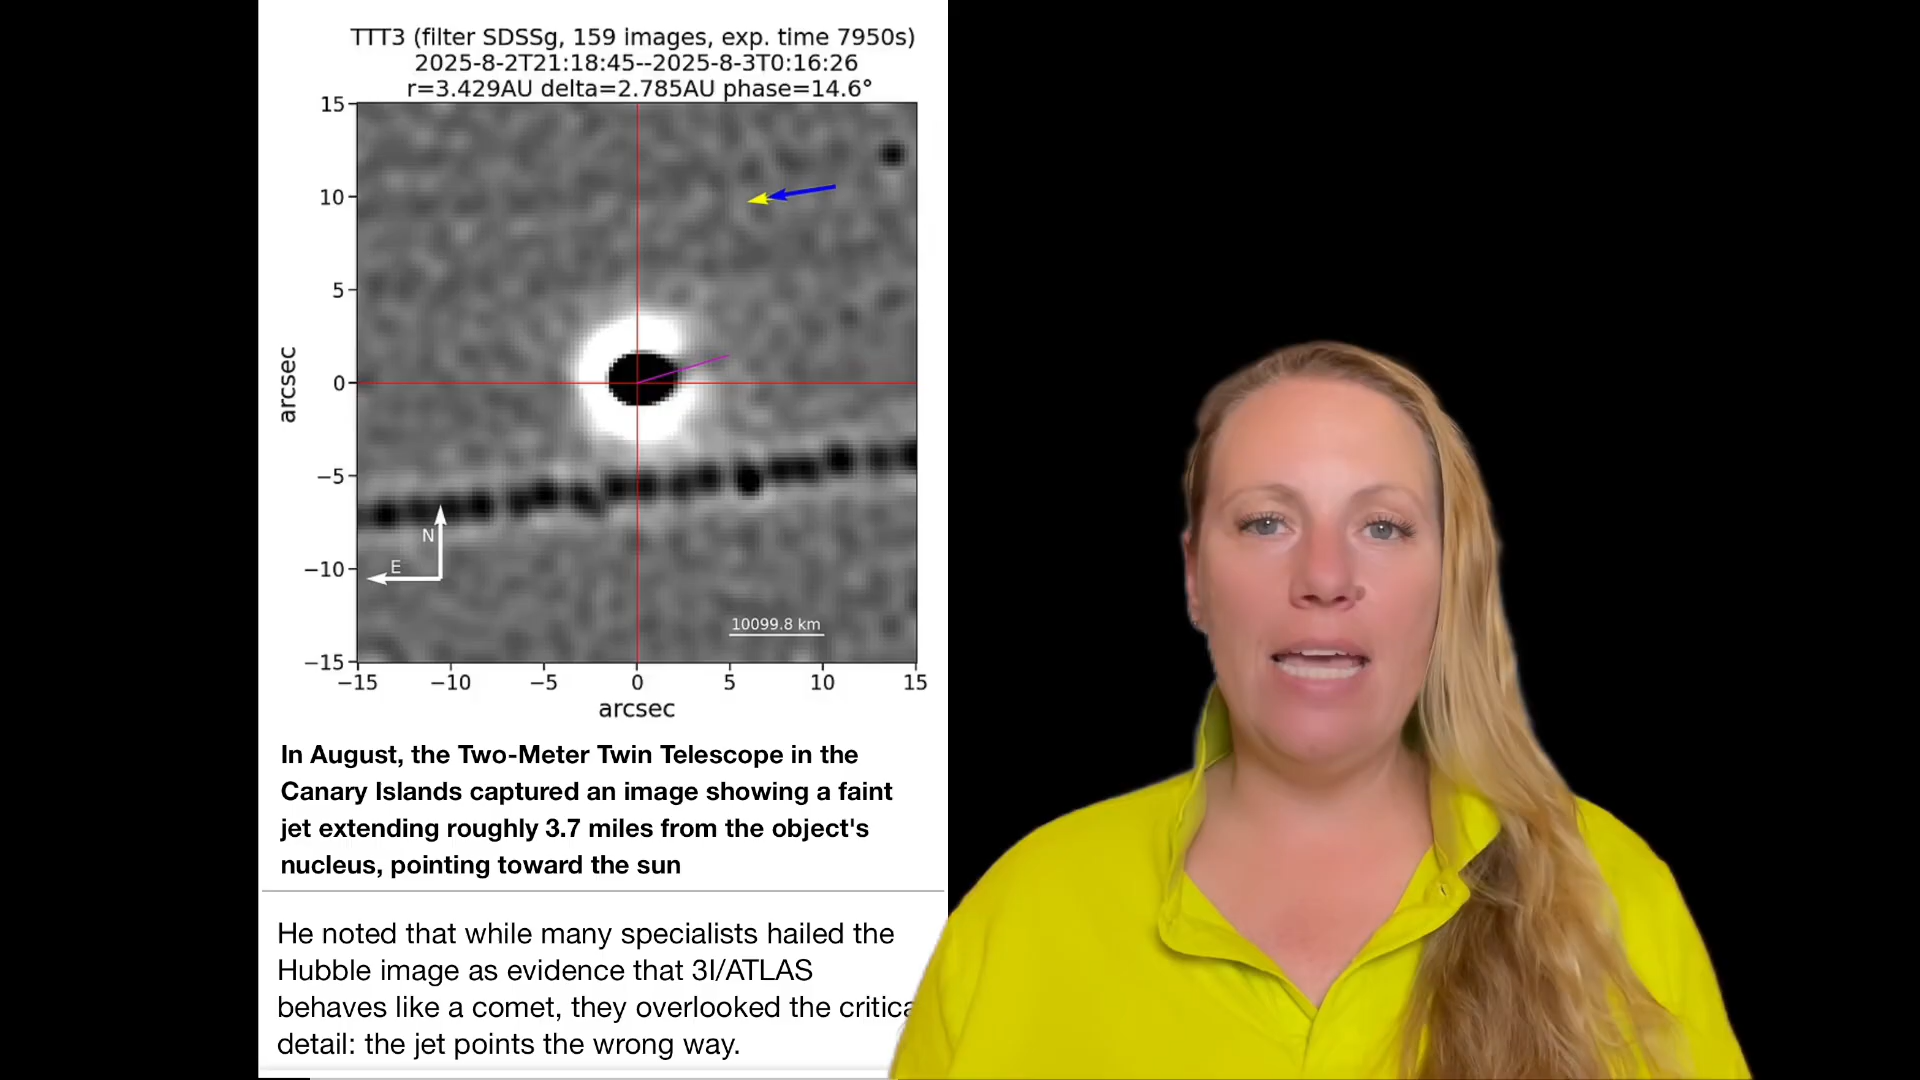 TTT3 (filter SDSSg, 159 images, exp. time 7950s)
2025-8-2T21:18:45--2025-8-3T0:16:26
r=3.429AU delta=2.785AU phase=14.6°
15
10
5
0
−5
−10
−15
arcsec
N
E
10099.8 km
−15 −10 −5 0 5 10 15
arcsec
In August, the Two-Meter Twin Telescope in the
Canary Islands captured an image showing a faint
jet extending roughly 3.7 miles from the object's
nucleus, pointing toward the sun
He noted that while many specialists hailed the
Hubble image as evidence that 3I/ATLAS
behaves like a comet, they overlooked the critica
detail: the jet points the wrong way.